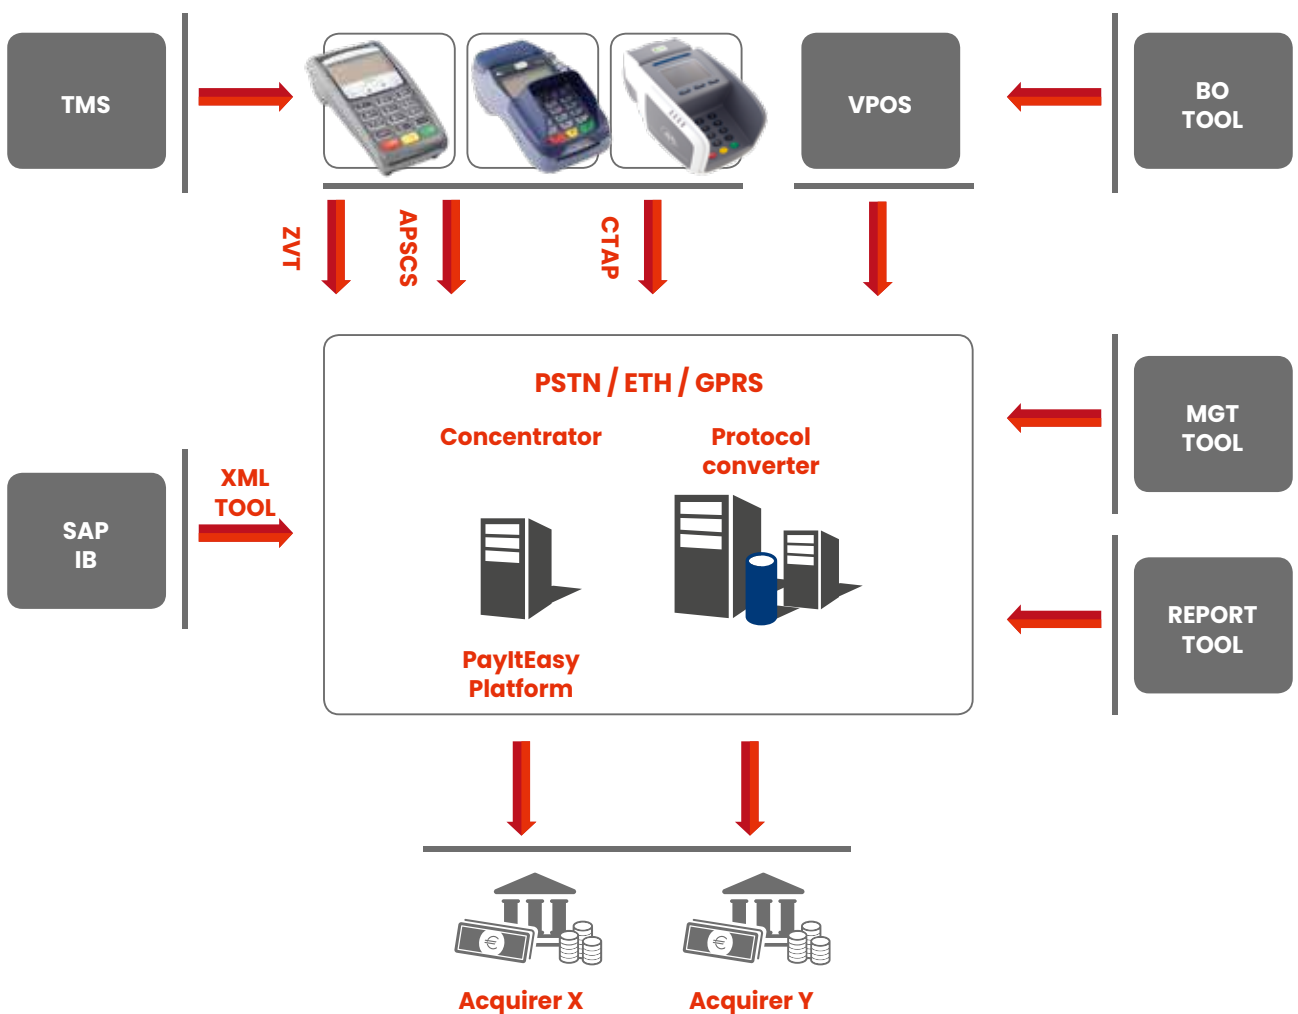 TMS
VPOS
BO
TOOL
ZVT
APSCS
CTAP
PSTN / ETH / GPRS
Concentrator
Protocol
converter
MGT
TOOL
XML
TOOL
SAP
IB
REPORT
TOOL
PayItEasy
Platform
€
€
Acquirer X
Acquirer Y